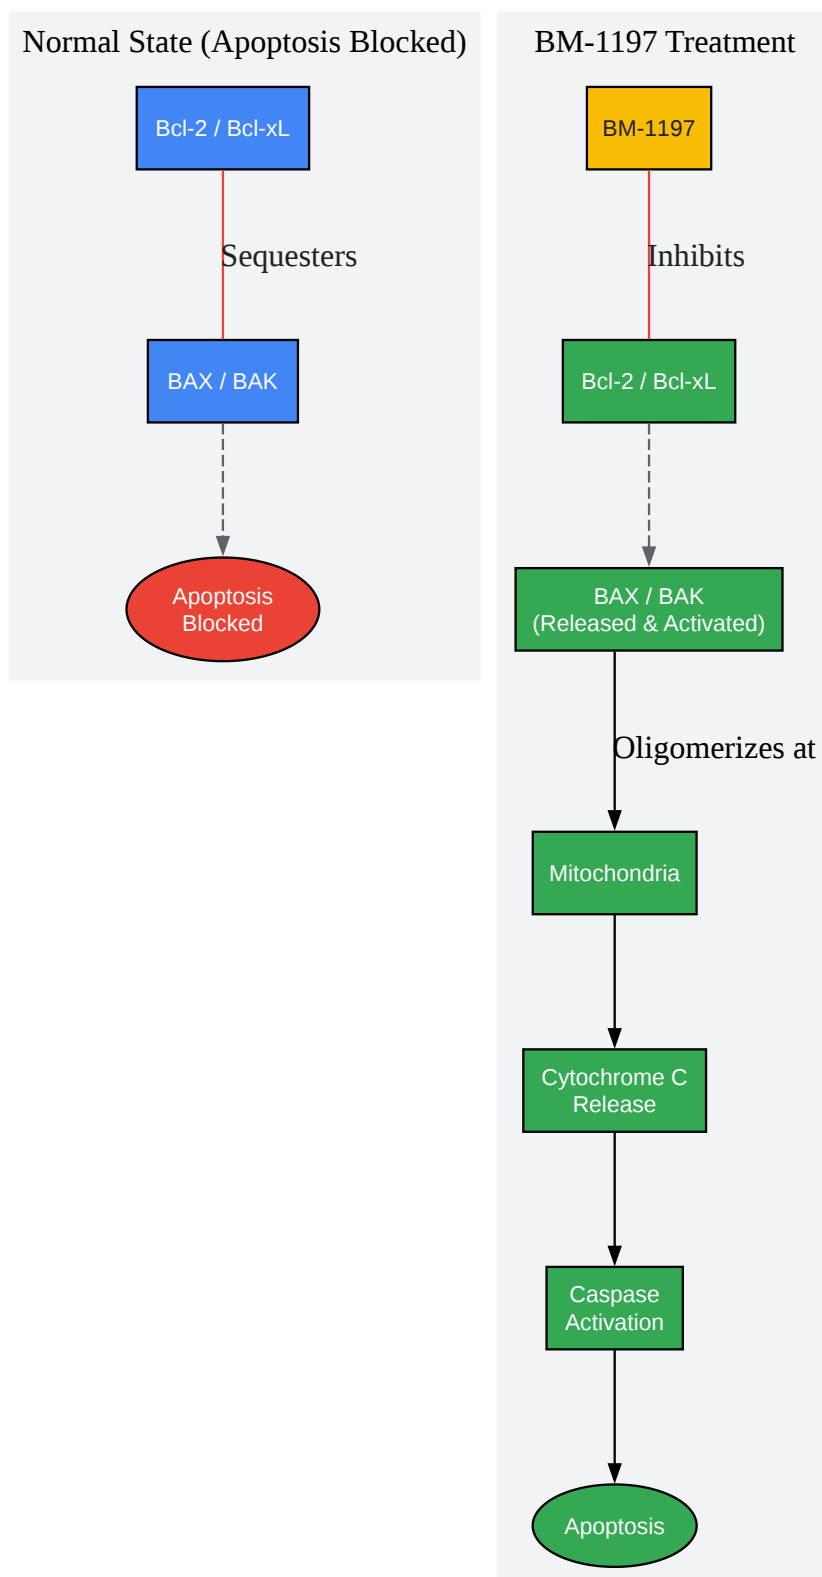 Normal State (Apoptosis Blocked)
Bcl-2 / Bcl-xL
Sequesters
BAX / BAK
Apoptosis
Blocked
BM-1197 Treatment
BM-1197
Inhibits
Bcl-2 / Bcl-xL
BAX / BAK
(Released & Activated)
Oligomerizes at
Mitochondria
Cytochrome C
Release
Caspase
Activation
Apoptosis